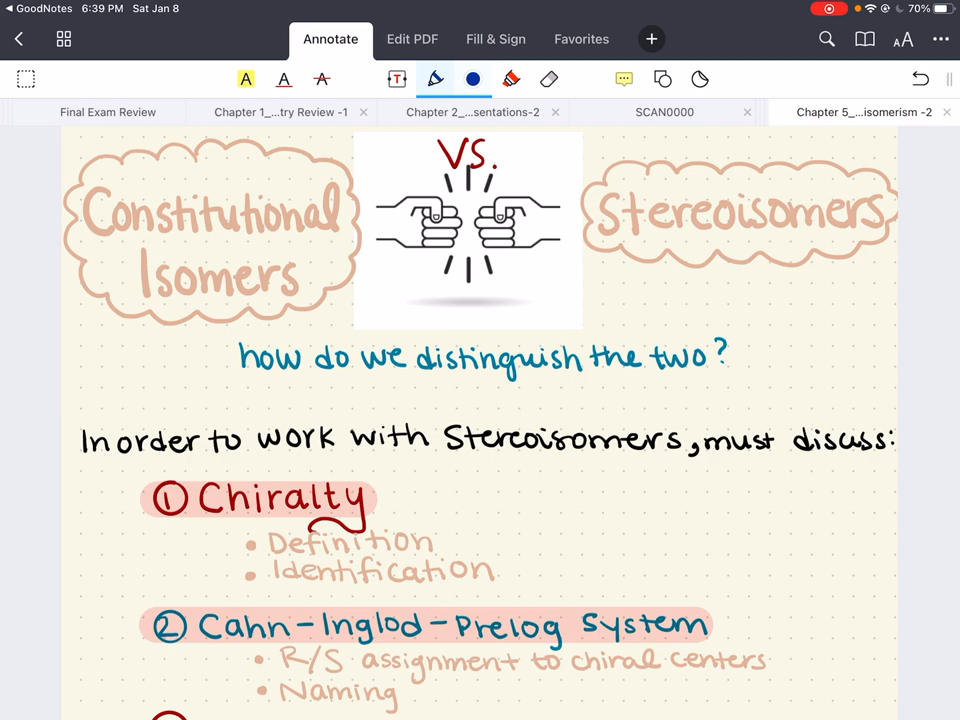 GoodNotes 6:39 PM Sat Jan 8 70%
Annotate Edit PDF Fill & Sign Favorites
Final Exam Review Chapter 1_...try Review -1 Chapter 2_...sentations-2 SCAN0000 Chapter 5_...isomerism -2
VS.
Constitutional
Isomers
Stereoisomers
how do we distinguish the two?
In order to work with Stereoisomers, must discuss:
① Chiralty
• Definition
• Identification
② Cahn-Inglod-Prelog System
• R/S assignment to chiral centers
• Naming